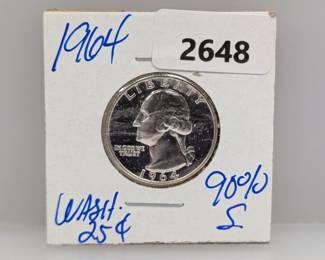 1964
2648
LIBERTY
IN GOD WE
TRUST
1964
WASH.
25¢
90%
S